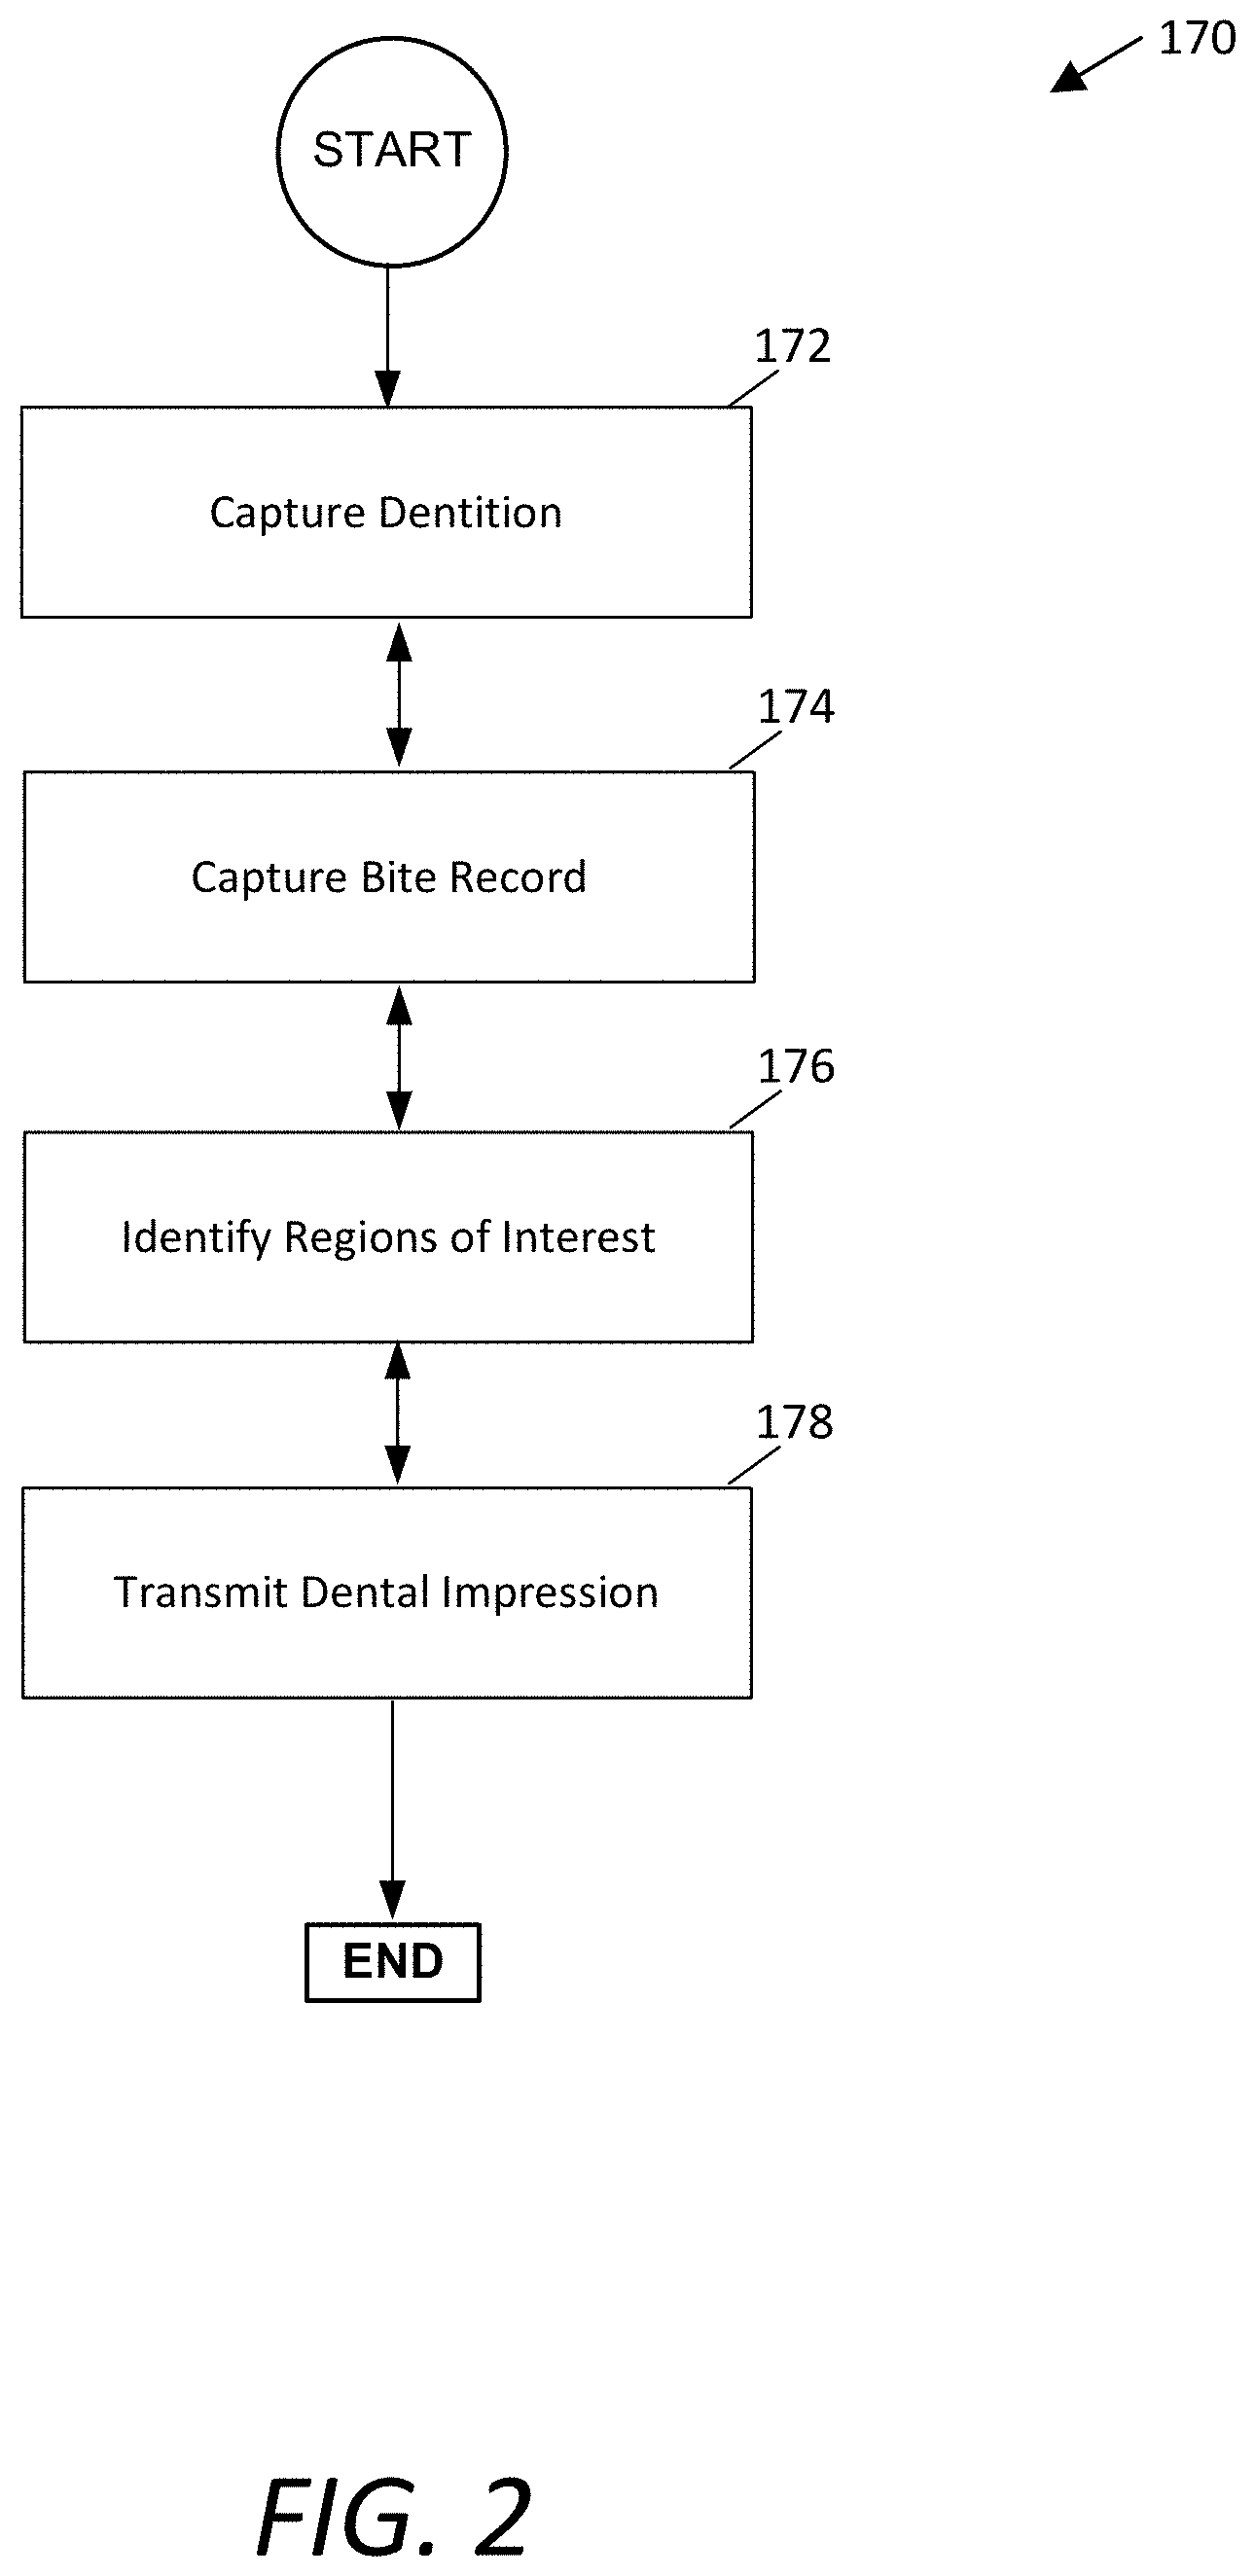 170
START
172
Capture Dentition
174
Capture Bite Record
176
Identify Regions of Interest
178
Transmit Dental Impression
END
FIG. 2